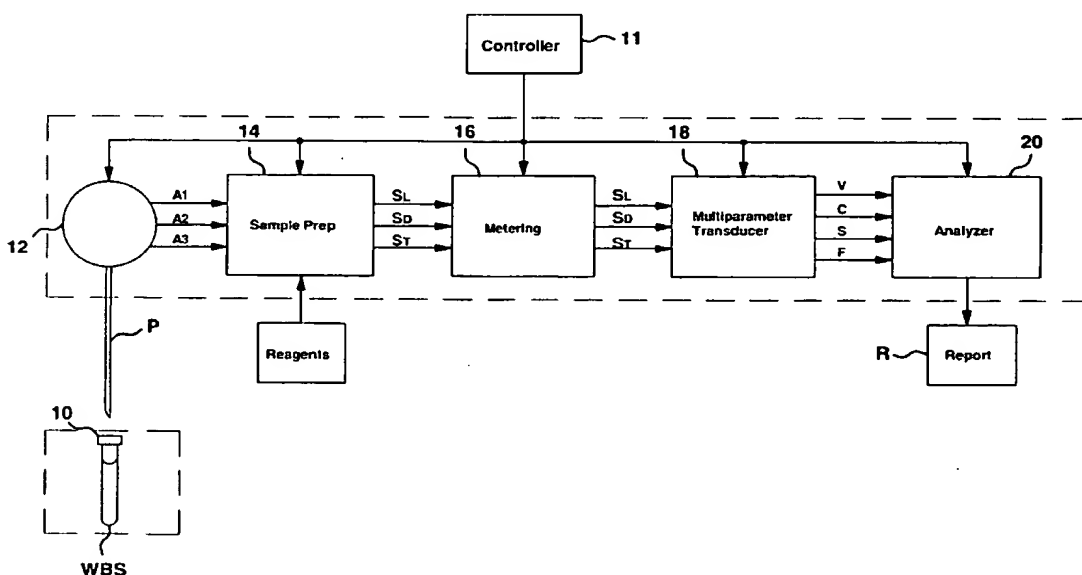 Controller
11
14
16
18
20
A1
A2
A3
12
Sample Prep
SL
SD
ST
Metering
SL
SD
ST
Multiparameter
Transducer
V
C
S
F
Analyzer
P
Reagents
R
Report
10
WBS